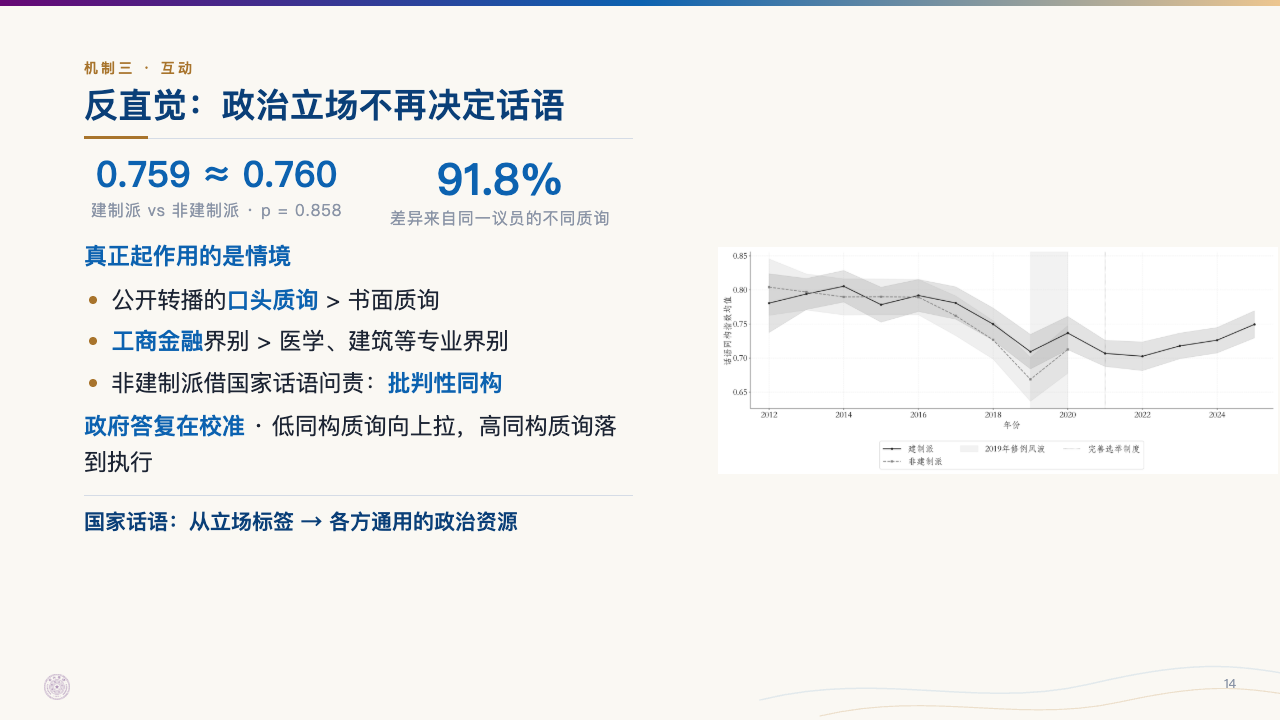 机制三 · 互动
反直觉：政治立场不再决定话语
0.759 ≈ 0.760
建制派 vs 非建制派 · p = 0.858
91.8%
差异来自同一议员的不同质询
真正起作用的是情境
• 公开转播的口头质询 > 书面质询
• 工商金融界别 > 医学、建筑等专业界别
• 非建制派借国家话语问责：批判性同构
政府答复在校准 · 低同构质询向上拉，高同构质询落
到执行
国家话语：从立场标签 → 各方通用的政治资源
话语同构指数均值
0.85
0.80
0.75
0.70
0.65
2012 2014 2016 2018 2020 2022 2024
年份
建制派 2019年修例风波 完善选举制度
非建制派
14